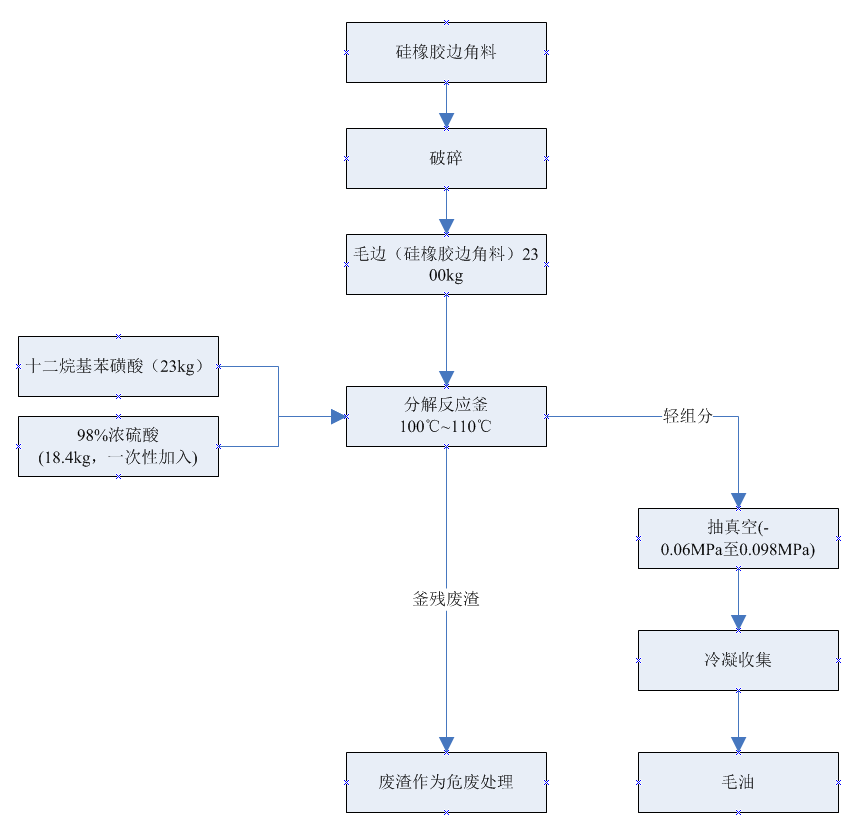 硅橡胶边角料
破碎
毛边（硅橡胶边角料）23
00kg
十二烷基苯磺酸（23kg）
98%浓硫酸
(18.4kg，一次性加入)
分解反应釜
100℃~110℃
轻组分
抽真空(-
0.06MPa至0.098MPa)
釜残废渣
冷凝收集
废渣作为危废处理
毛油